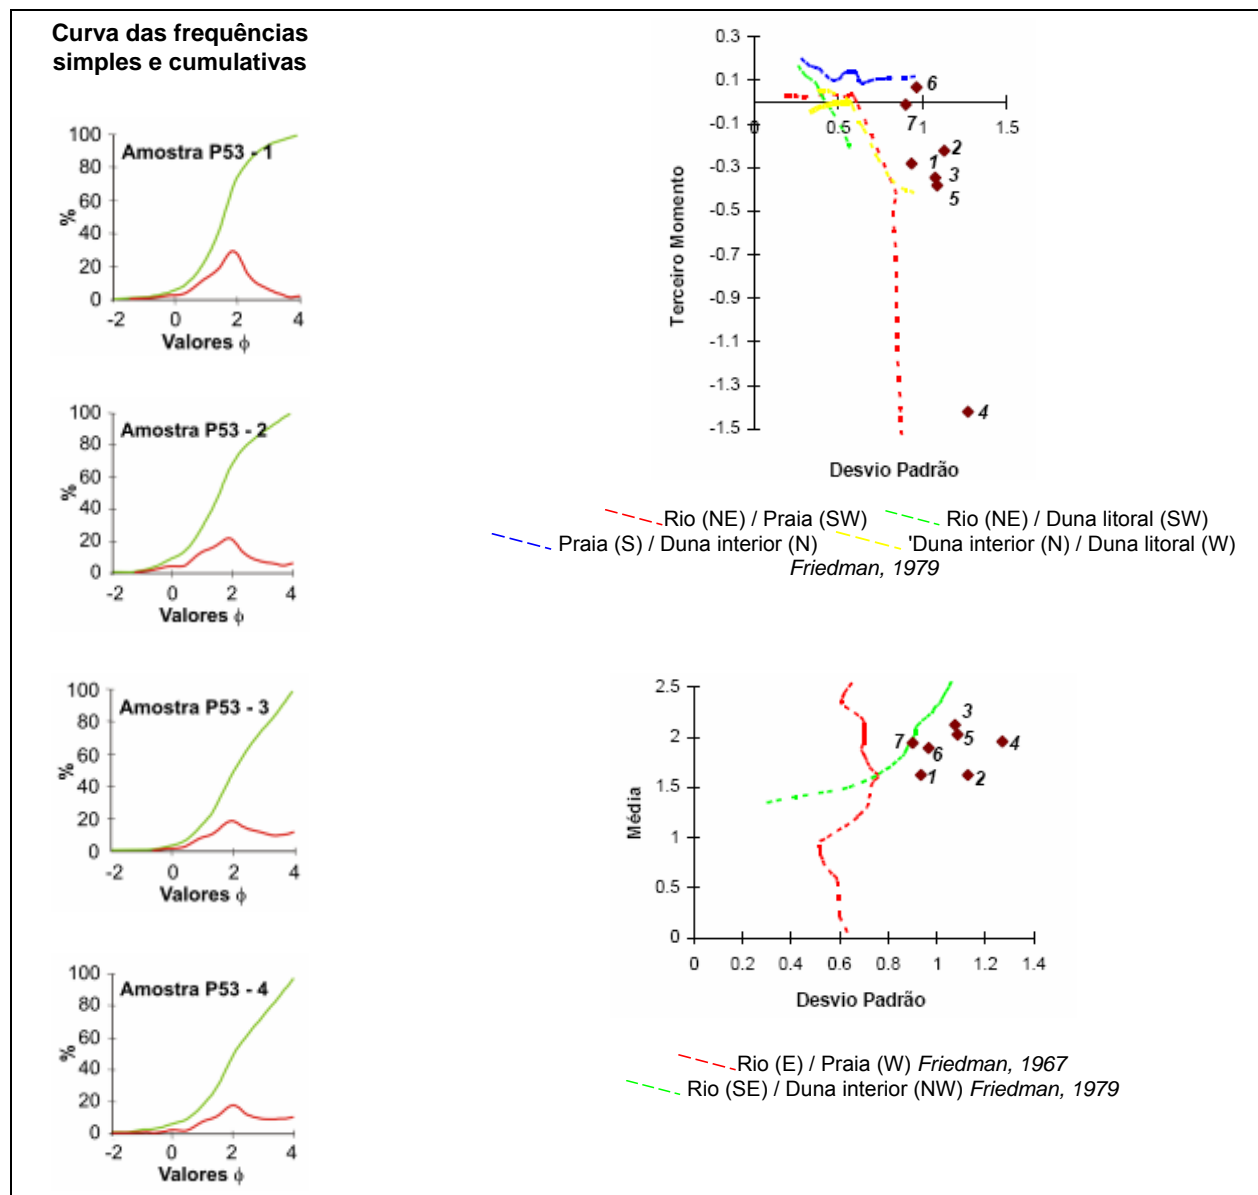 Curva das frequências
simples e cumulativas
Amostra P53 - 1
100
80
60
40
20
0
%
-2 0 2 4
Valores ϕ
Amostra P53 - 2
100
80
60
40
20
0
%
-2 0 2 4
Valores ϕ
Amostra P53 - 3
100
80
60
40
20
0
%
-2 0 2 4
Valores ϕ
Amostra P53 - 4
100
80
60
40
20
0
%
-2 0 2 4
Valores ϕ
0.3
0.1
-0.1
-0.3
-0.5
-0.7
-0.9
-1.1
-1.3
-1.5
Terceiro Momento
0 0.5 1 1.5
6
7
2
1
3
5
4
Desvio Padrão
Rio (NE) / Praia (SW) Rio (NE) / Duna litoral (SW)
Praia (S) / Duna interior (N) 'Duna interior (N) / Duna litoral (W)
Friedman, 1979
2.5
2
1.5
1
0.5
0
Média
3
7
5
4
6
1
2
0 0.2 0.4 0.6 0.8 1 1.2 1.4
Desvio Padrão
Rio (E) / Praia (W) Friedman, 1967
Rio (SE) / Duna interior (NW) Friedman, 1979